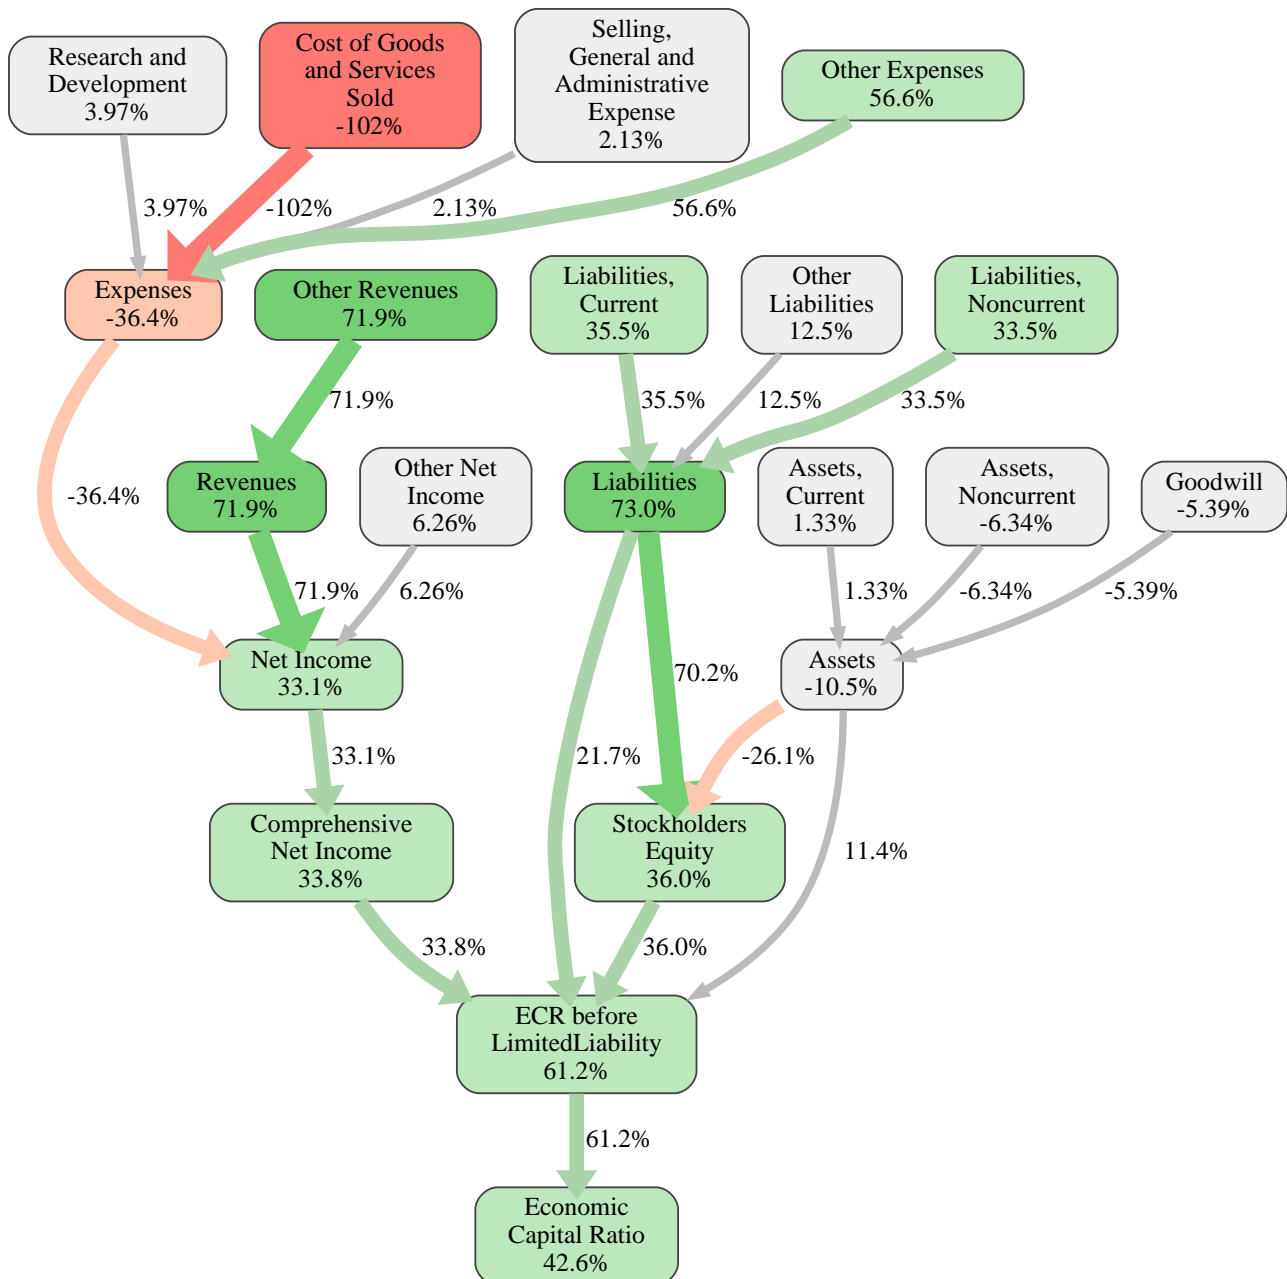 Research and
Development
3.97%
Cost of Goods
and Services
Sold
-102%
Selling,
General and
Administrative
Expense
2.13%
Other Expenses
56.6%
3.97%
-102%
2.13%
56.6%
Expenses
-36.4%
Other Revenues
71.9%
Liabilities,
Current
35.5%
Other
Liabilities
12.5%
Liabilities,
Noncurrent
33.5%
71.9%
35.5%
12.5%
33.5%
-36.4%
Revenues
71.9%
Other Net
Income
6.26%
Liabilities
73.0%
Assets,
Current
1.33%
Assets,
Noncurrent
-6.34%
Goodwill
-5.39%
71.9%
6.26%
1.33%
-6.34%
-5.39%
Net Income
33.1%
70.2%
Assets
-10.5%
33.1%
21.7%
-26.1%
11.4%
Comprehensive
Net Income
33.8%
Stockholders
Equity
36.0%
33.8%
36.0%
ECR before
LimitedLiability
61.2%
61.2%
Economic
Capital Ratio
42.6%